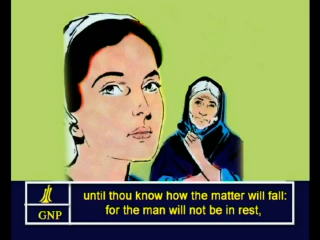 until thou know how the matter will fall:
for the man will not be in rest,
GNP